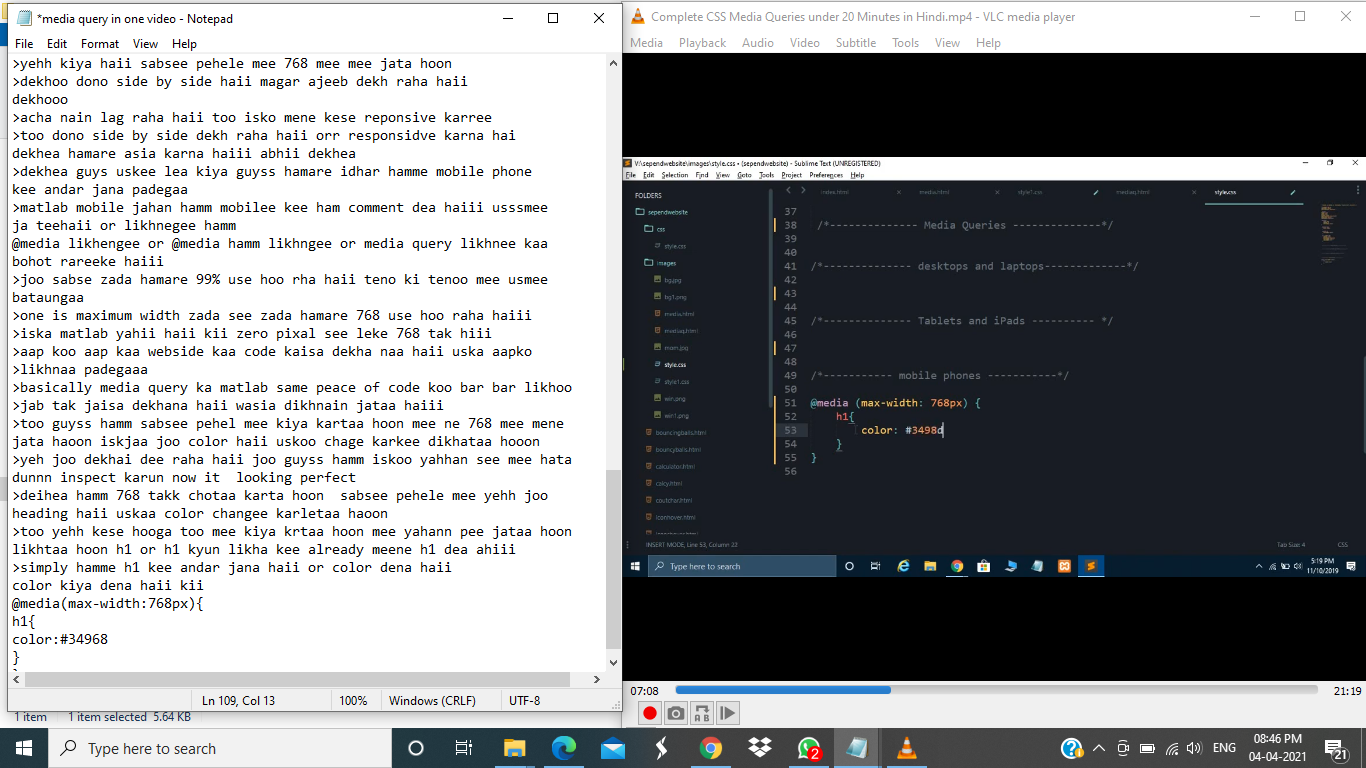 *media query in one video - Notepad
File Edit Format View Help
>yehh kiya haii sabsee pehele mee 768 mee mee jata hoon
>dekhoo dono side by side haii magar ajeeb dekh raha haii
dekhooo
>acha nain lag raha haii too isko mene kese reponsive karree
>too dono side by side dekh raha haii orr responsidve karna hai
dekhea hamare asia karna haiii abhii dekhea
>dekhea guys uskee lea kiya guyss hamare idhar hamme mobile phone
kee andar jana padegaa
>matlab mobile jahan hamm mobilee kee ham comment dea haiii usssmee
ja teehaii or likhnegee hamm
@media likhengee or @media hamm likhngee or media query likhnee kaa
bohot rareeke haiii
>joo sabse zada hamare 99% use hoo rha haii teno ki tenoo mee usmee
bataungaa
>one is maximum width zada see zada hamare 768 use hoo raha haiii
>iska matlab yahii haii kii zero pixal see leke 768 tak hiii
>aap koo aap kaa webside kaa code kaisa dekha naa haii uska aapko
>likhnaa padegaaa
>basically media query ka matlab same peace of code koo bar bar likhoo
>jab tak jaisa dekhana haii wasia dikhnain jataa haiii
>too guyss hamm sabsee pehel mee kiya kartaa hoon mee ne 768 mee mene
jata haoon iskjaa joo color haii uskoo chage karkee dikhataa hooon
>yeh joo dekhai dee raha haii joo guyss hamm iskoo yahhan see mee hata
dunnn inspect karun now it  looking perfect
>deihea hamm 768 takk chotaa karta hoon  sabsee pehele mee yehh joo
heading haii uskaa color changee karletaa haoon
>too yehh kese hooga too mee kiya krtaa hoon mee yahann pee jataa hoon
likhtaa hoon h1 or h1 kyun likha kee already meene h1 dea ahiii
>simply hamme h1 kee andar jana haii or color dena haii
color kiya dena haii kii
@media(max-width:768px){
h1{
color:#34968
}
Ln 109, Col 13 100% Windows (CRLF) UTF-8
1 item 1 item selected 5.64 KB
Complete CSS Media Queries under 20 Minutes in Hindi.mp4 - VLC media player
Media Playback Audio Video Subtitle Tools View Help
V:\sependwebsite\images\style.css • (sependwebsite) - Sublime Text (UNREGISTERED)
File Edit Selection Find View Goto Tools Project Preferences Help
index.html media.html style1.css mediaq.html style.css
FOLDERS
sependwebsite
css
style.css
images
bg.jpg
bg1.png
media.html
mediaq.html
main.jpg
style.css
style1.css
win.png
win1.png
bouncingballs.html
bouncyballs.html
calculator.html
calcy.html
coutchar.html
iconhover.html
37
38 /*-------------- Media Queries --------------*/
39
40
41 /*-------------- desktops and laptops-------------*/
42
43
44
45 /*-------------- Tablets and iPads ---------- */
46
47
48
49 /*----------- mobile phones -----------*/
50
51 @media (max-width: 768px) {
52 h1{
53 color: #3498d
54 }
55 }
56
INSERT MODE, Line 53, Column 22 Tab Size 4 CSS
Type here to search
5:19 PM
11/10/2019
07:08 21:19
A B
Type here to search
2
ENG
08:46 PM
04-04-2021
21